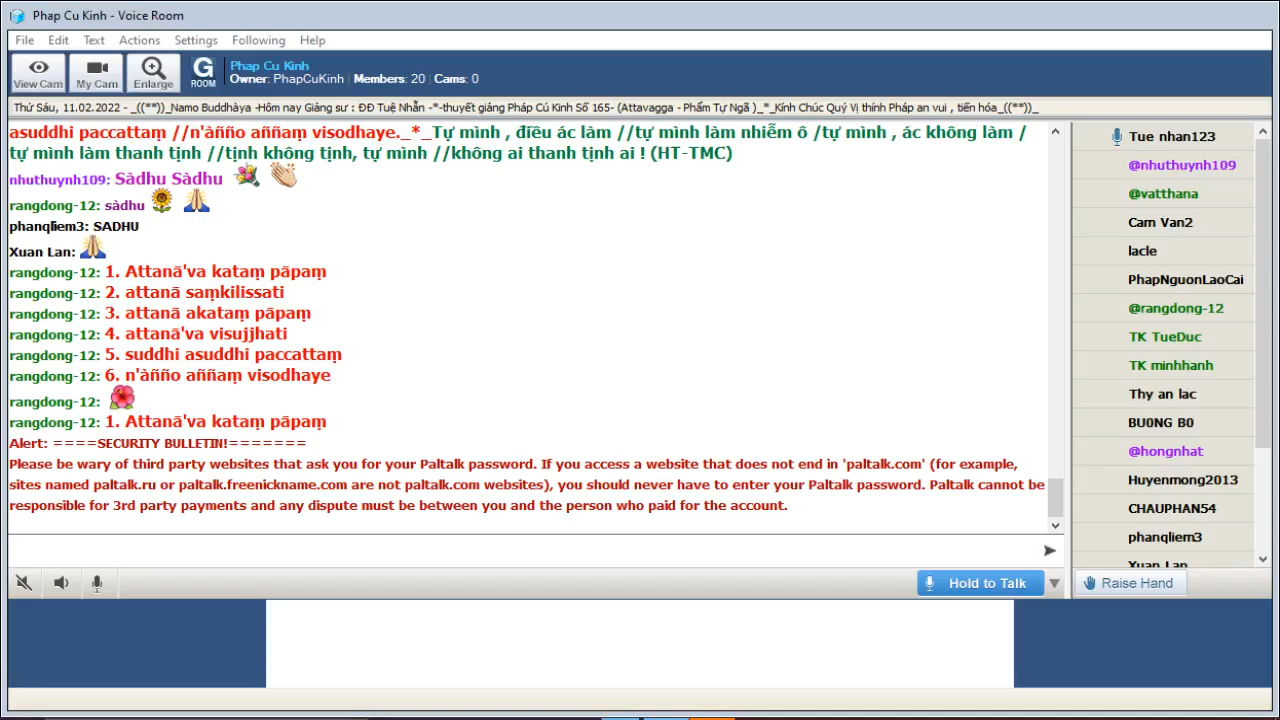 Phap Cu Kinh - Voice Room
File Edit Text Actions Settings Following Help
View Cam My Cam Enlarge G ROOM Phap Cu Kinh
Owner: PhapCuKinh Members: 20 Cams: 0
Thứ Sáu, 11.02.2022 - _((**))_Namo Buddhàya -Hôm nay Giảng sư : ĐĐ Tuệ Nhẫn -*-thuyết giảng Pháp Cú Kinh Số 165- (Attavagga - Phẩm Tự Ngã )_*_Kính Chúc Quý Vị thính Pháp an vui , tiến hóa_((**))_
asuddhi paccattaṃ //n'àñño aññaṃ visodhaye._*_Tự mình , điều ác làm //tự mình làm nhiễm ô /tự mình , ác không làm /
tự mình làm thanh tịnh //tịnh không tịnh, tự mình //không ai thanh tịnh ai ! (HT-TMC)
nhuthuynh109: Sàdhu Sàdhu
rangdong-12: sàdhu
phanqliem3: SADHU
Xuan Lan:
rangdong-12: 1. Attanā'va kataṃ pāpaṃ
rangdong-12: 2. attanā saṃkilissati
rangdong-12: 3. attanā akataṃ pāpaṃ
rangdong-12: 4. attanā'va visujjhati
rangdong-12: 5. suddhi asuddhi paccattaṃ
rangdong-12: 6. n'àñño aññaṃ visodhaye
rangdong-12:
rangdong-12: 1. Attanā'va kataṃ pāpaṃ
Alert: ====SECURITY BULLETIN!=======
Please be wary of third party websites that ask you for your Paltalk password. If you access a website that does not end in 'paltalk.com' (for example,
sites named paltalk.ru or paltalk.freenickname.com are not paltalk.com websites), you should never have to enter your Paltalk password. Paltalk cannot be
responsible for 3rd party payments and any dispute must be between you and the person who paid for the account.
Hold to Talk
Tue nhan123
@nhuthuynh109
@vatthana
Cam Van2
lacle
PhapNguonLaoCai
@rangdong-12
TK TueDuc
TK minhhanh
Thy an lac
BU0NG B0
@hongnhat
Huyenmong2013
CHAUPHAN54
phanqliem3
Xuan Lan
Raise Hand